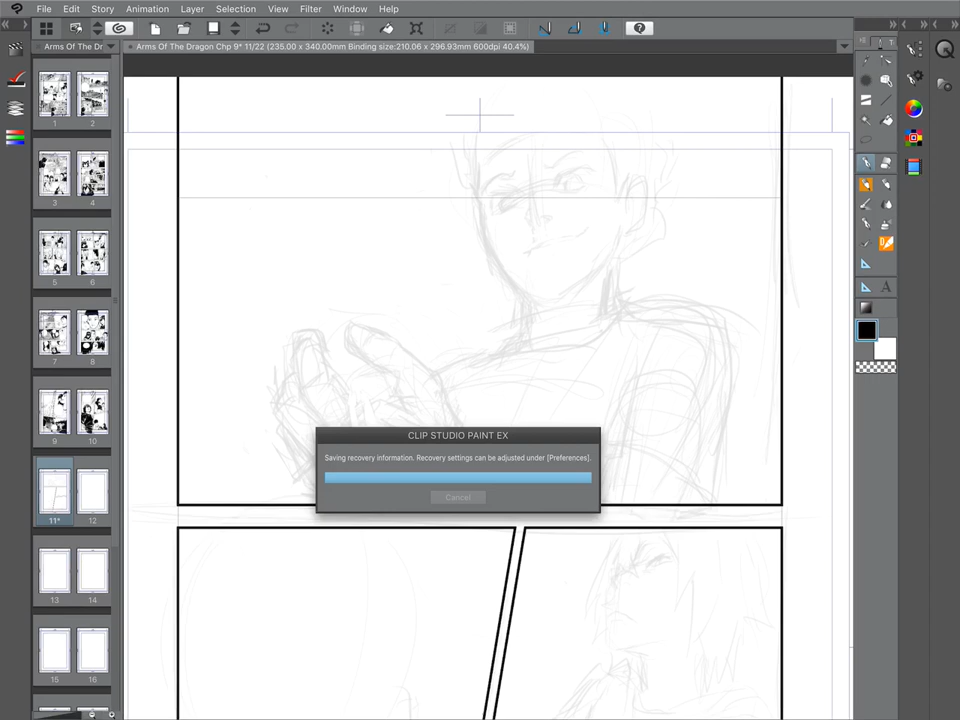 File Edit Story Animation Layer Selection View Filter Window Help
Arms Of The Dr
Arms Of The Dragon Chp 9* 11/22 (235.00 x 340.00mm Binding size:210.06 x 296.93mm 600dpi 40.4%)
T
1 2
3 4
5 6
7 8
9 10
11* 12
13 14
15 16
A
CLIP STUDIO PAINT EX
Saving recovery information. Recovery settings can be adjusted under [Preferences].
Cancel